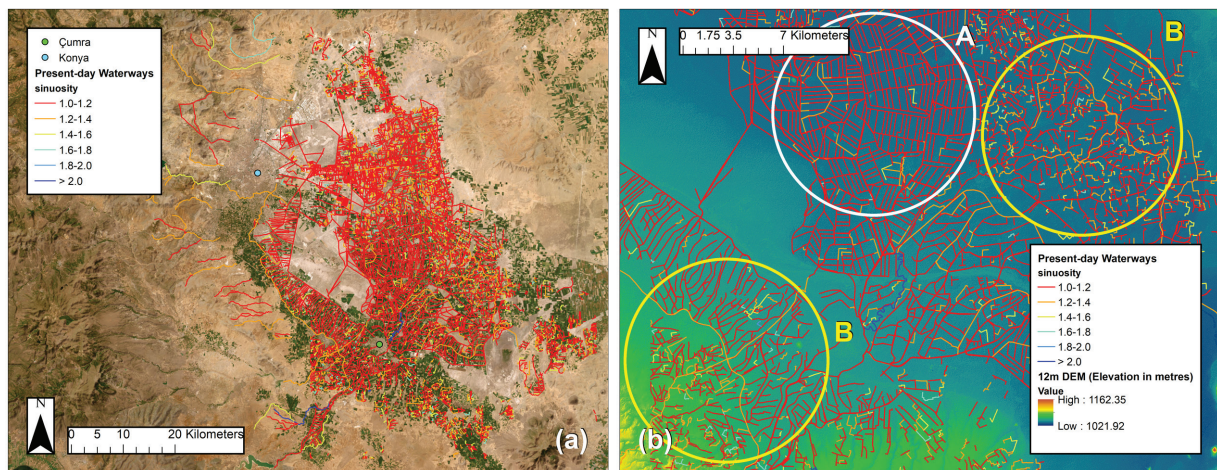 Çumra
Konya
Present-day Waterways
sinuosity
1.0-1.2
1.2-1.4
1.4-1.6
1.6-1.8
1.8-2.0
> 2.0
N
0 5 10 20 Kilometers
(a)
N
0 1.75 3.5 7 Kilometers
A
B
B
Present-day Waterways
sinuosity
1.0-1.2
1.2-1.4
1.4-1.6
1.6-1.8
1.8-2.0
> 2.0
12m DEM (Elevation in metres)
Value
High : 1162.35
Low : 1021.92
(b)